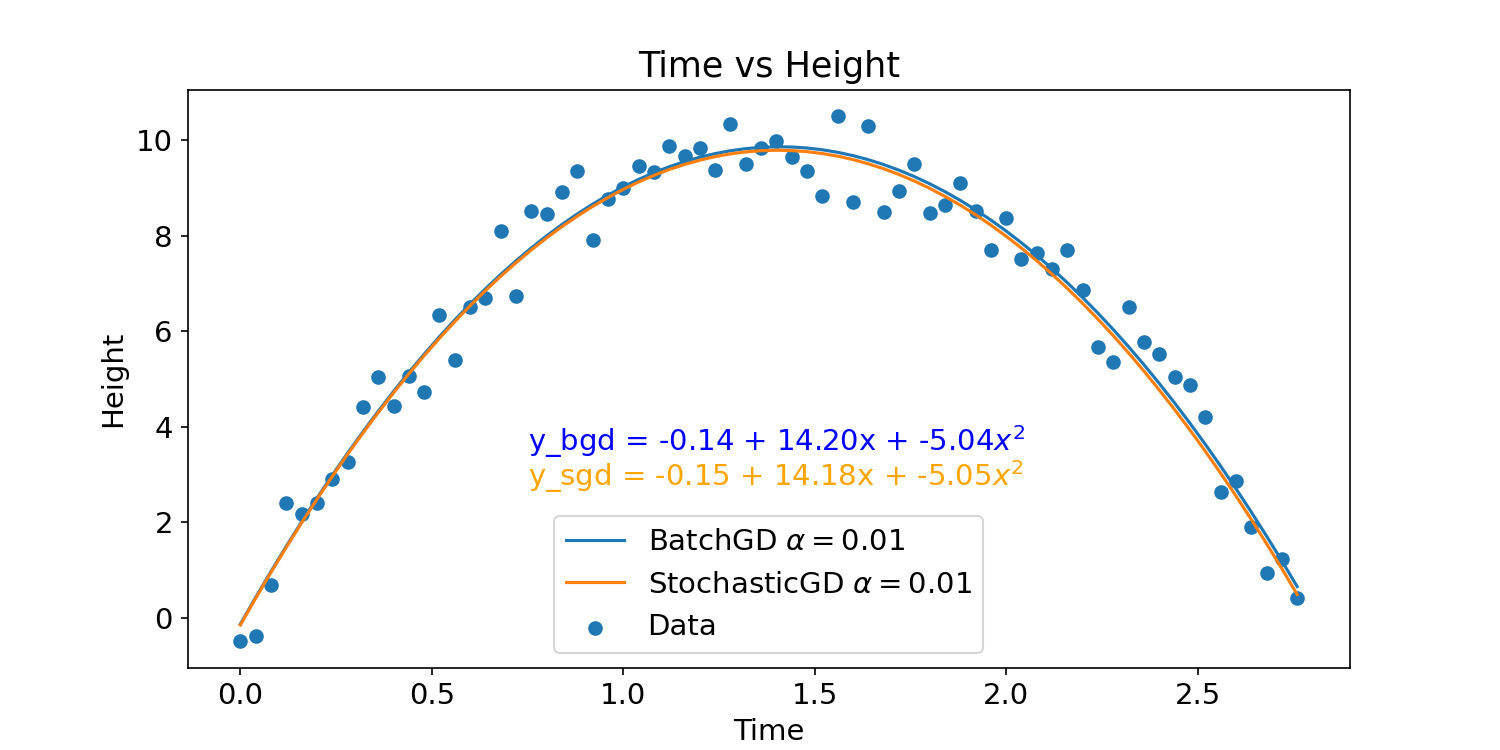 Time vs Height
Height
10
8
6
4
2
0
y_bgd = -0.14 + 14.20x + -5.04x²
y_sgd = -0.15 + 14.18x + -5.05x²
BatchGD α = 0.01
StochasticGD α = 0.01
Data
0.0 0.5 1.0 1.5 2.0 2.5
Time